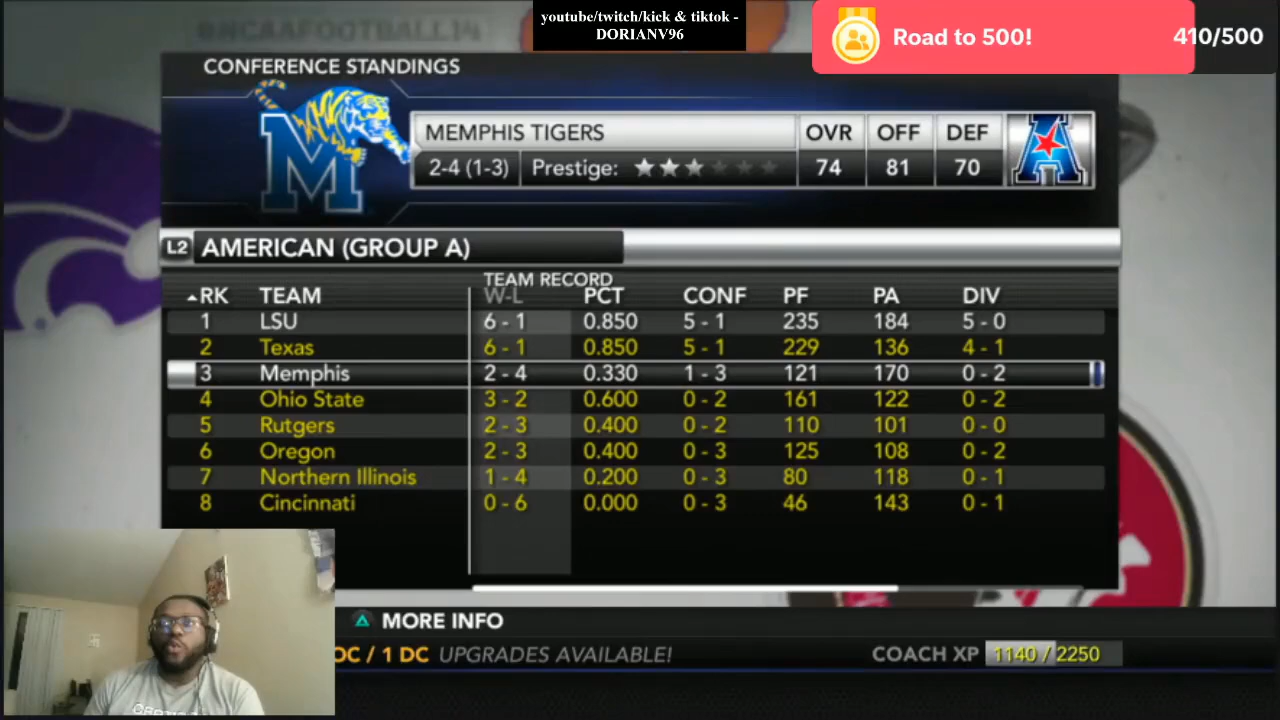 @NCAAFOOTBALL14
youtube/twitch/kick & tiktok -
DORIANV96
Road to 500! 410/500
CONFERENCE STANDINGS
M
MEMPHIS TIGERS OVR OFF DEF
2-4 (1-3) Prestige: 74 81 70
L2 AMERICAN (GROUP A)
TEAM RECORD
RK TEAM W-L PCT CONF PF PA DIV
1 LSU 6 - 1 0.850 5 - 1 235 184 5 - 0
2 Texas 6 - 1 0.850 5 - 1 229 136 4 - 1
3 Memphis 2 - 4 0.330 1 - 3 121 170 0 - 2
4 Ohio State 3 - 2 0.600 0 - 2 161 122 0 - 2
5 Rutgers 2 - 3 0.400 0 - 2 110 101 0 - 0
6 Oregon 2 - 3 0.400 0 - 3 125 108 0 - 2
7 Northern Illinois 1 - 4 0.200 0 - 3 80 118 0 - 1
8 Cincinnati 0 - 6 0.000 0 - 3 46 143 0 - 1
MORE INFO
OC / 1 DC UPGRADES AVAILABLE! COACH XP 1140 / 2250